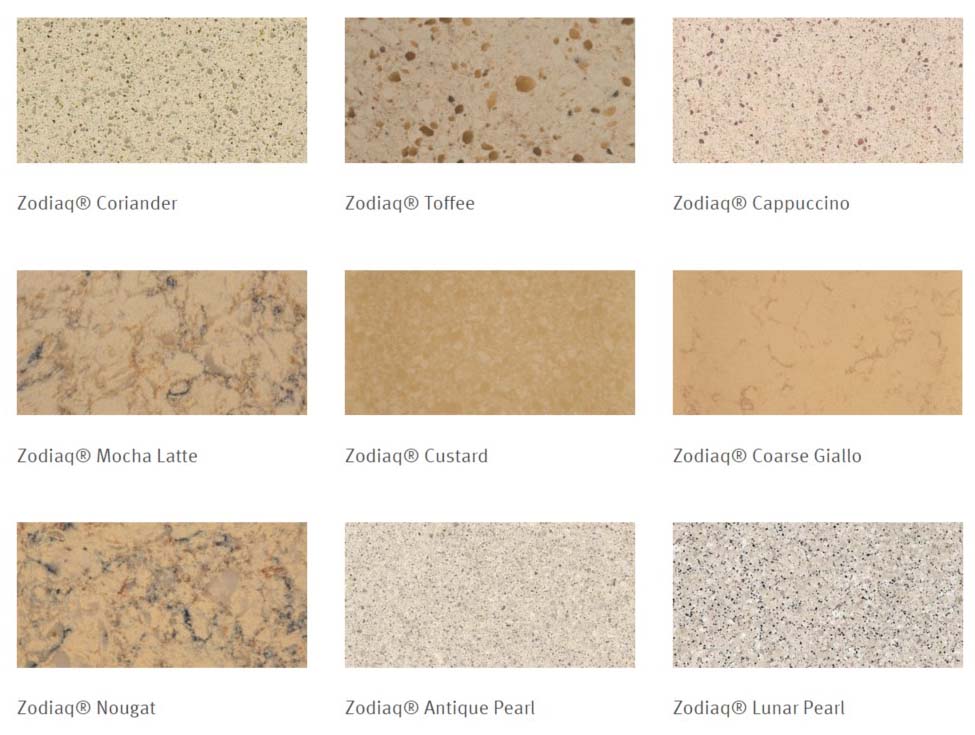 Zodiaq® Coriander
Zodiaq® Toffee
Zodiaq® Cappuccino
Zodiaq® Mocha Latte
Zodiaq® Custard
Zodiaq® Coarse Giallo
Zodiaq® Nougat
Zodiaq® Antique Pearl
Zodiaq® Lunar Pearl